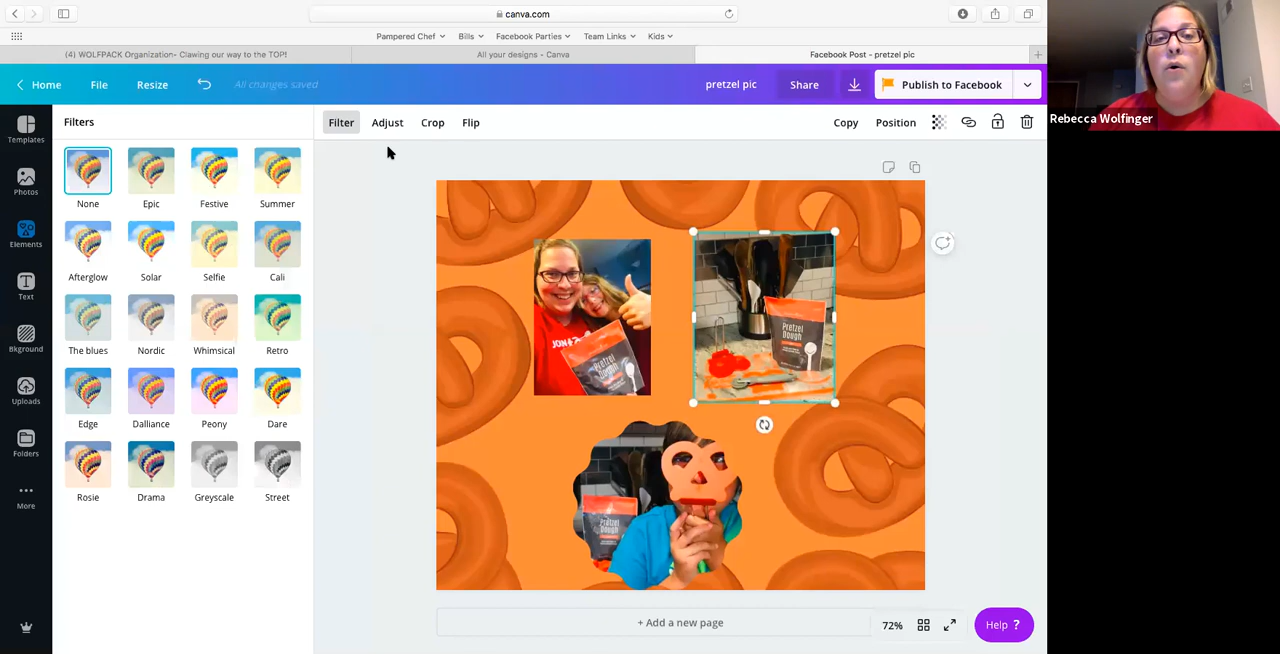 canva.com
Pampered Chef
Bills
Facebook Parties
Team Links
Kids
(4) WOLFPACK Organization- Clawing our way to the TOP!
All your designs - Canva
Facebook Post - pretzel pic
Home
File
Resize
All changes saved
pretzel pic
Share
Publish to Facebook
Rebecca Wolfinger
Templates
Photos
Elements
Text
Bkground
Uploads
Folders
More
Filters
None
Epic
Festive
Summer
Afterglow
Solar
Selfie
Cali
The blues
Nordic
Whimsical
Retro
Edge
Dalliance
Peony
Dare
Rosie
Drama
Greyscale
Street
Filter
Adjust
Crop
Flip
Copy
Position
Pretzel
Dough
Pretzel
Dough
Pretzel
Dough
+ Add a new page
72%
Help ?